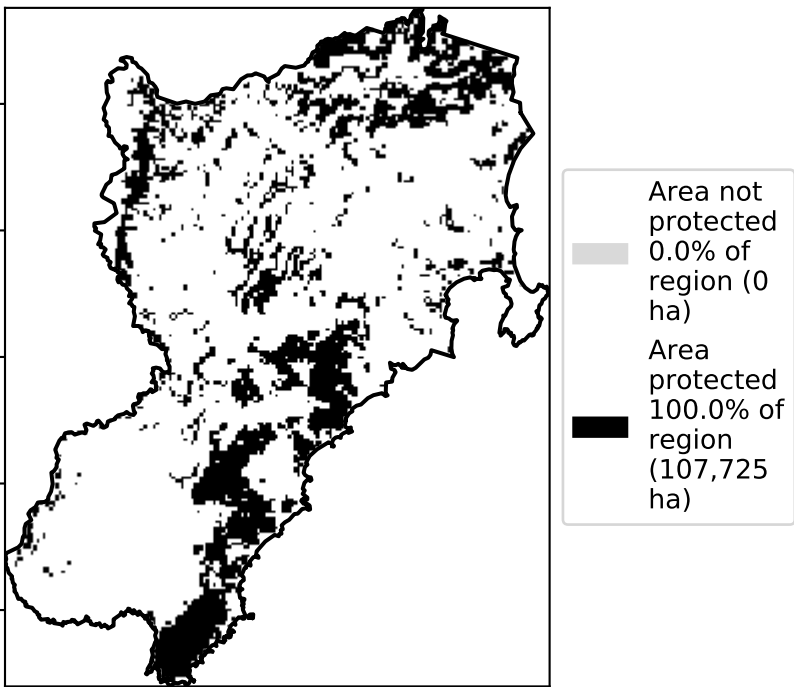 Area not
protected
0.0% of
region (0
ha)
Area
protected
100.0% of
region
(107,725
ha)